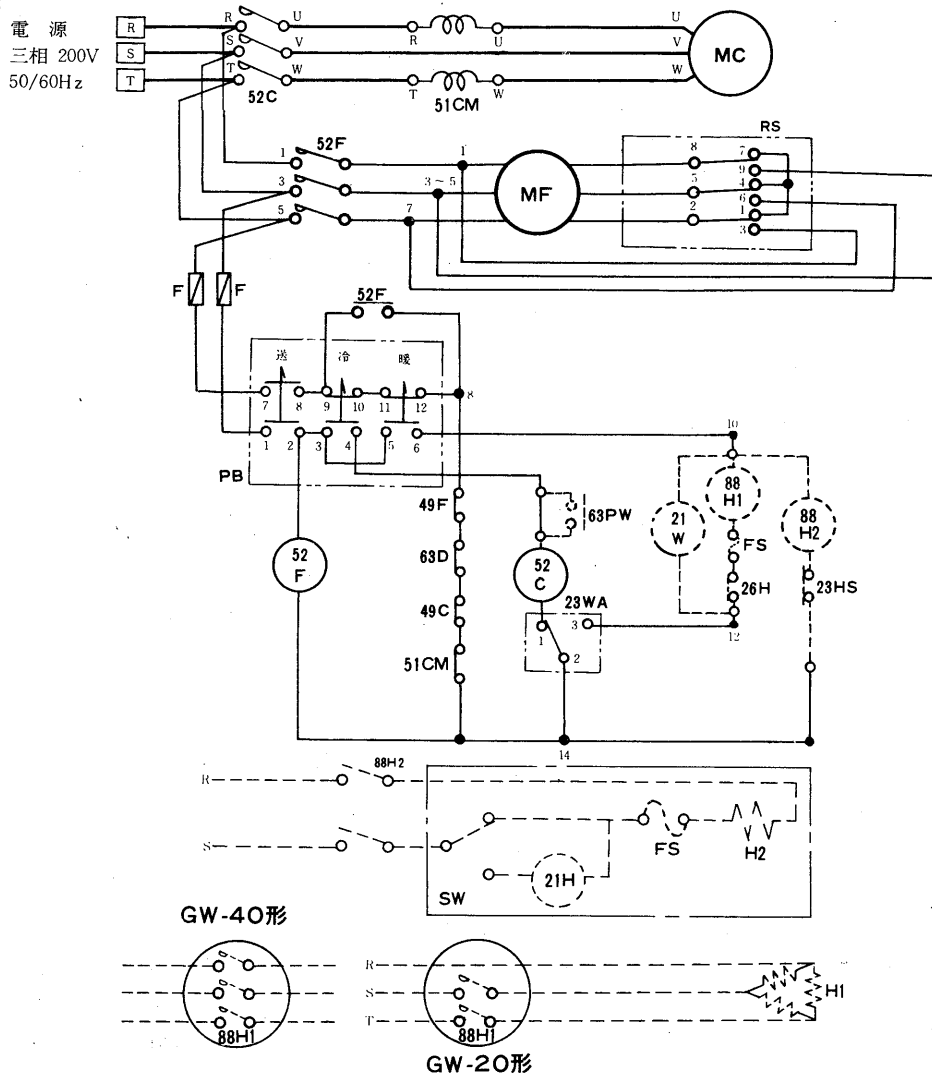 電 源
三相 200V
50/60Hz
R
S
T
R
S
T
U
V
W
52C
R
U
T
W
51CM
U
V
W
MC
52F
1
3
5
1
3~5
7
MF
RS
8
5
2
7
9
4
6
1
3
F
F
52F
送
冷
暖
7
8
9
10
11
12
8
1
2
3
4
5
6
PB
10
49F
63D
49C
51CM
52
F
63PW
52
C
23WA
1
3
2
21
W
88
H1
FS
26H
12
88
H2
23HS
14
R
88H2
S
SW
21H
FS
H2
GW-40形
88H1
R
S
T
88H1
H1
GW-20形